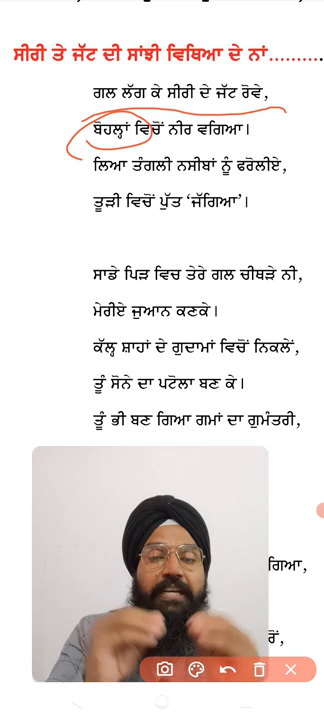 ਸੀਰੀ ਤੇ ਜੱਟ ਦੀ ਸਾਂਝੀ ਵਿਥਿਆ ਦੇ ਨਾਂ..........
ਗਲ ਲੱਗ ਕੇ ਸੀਰੀ ਦੇ ਜੱਟ ਰੋਵੇ,
ਬੋਹਲ਼ਾਂ ਵਿਚੋਂ ਨੀਰ ਵਗਿਆ।
ਲਿਆ ਤੰਗਲੀ ਨਸੀਬਾਂ ਨੂੰ ਫਰੋਲੀਏ,
ਤੂੜੀ ਵਿਚੋਂ ਪੁੱਤ ‘ਜੱਗਿਆ’।
ਸਾਡੇ ਪਿੜ ਵਿਚ ਤੇਰੇ ਗਲ ਚੀਥੜੇ ਨੀ,
ਮੇਰੀਏ ਜੁਆਨ ਕਣਕੇ।
ਕੱਲ੍ਹ ਸ਼ਾਹਾਂ ਦੇ ਗੁਦਾਮਾਂ ਵਿਚੋਂ ਨਿਕਲੇਂ,
ਤੂੰ ਸੋਨੇ ਦਾ ਪਟੋਲਾ ਬਣ ਕੇ।
ਤੂੰ ਭੀ ਬਣ ਗਿਆ ਗਮਾਂ ਦਾ ਗੁਮੰਤਰੀ,
ਗਿਆ,